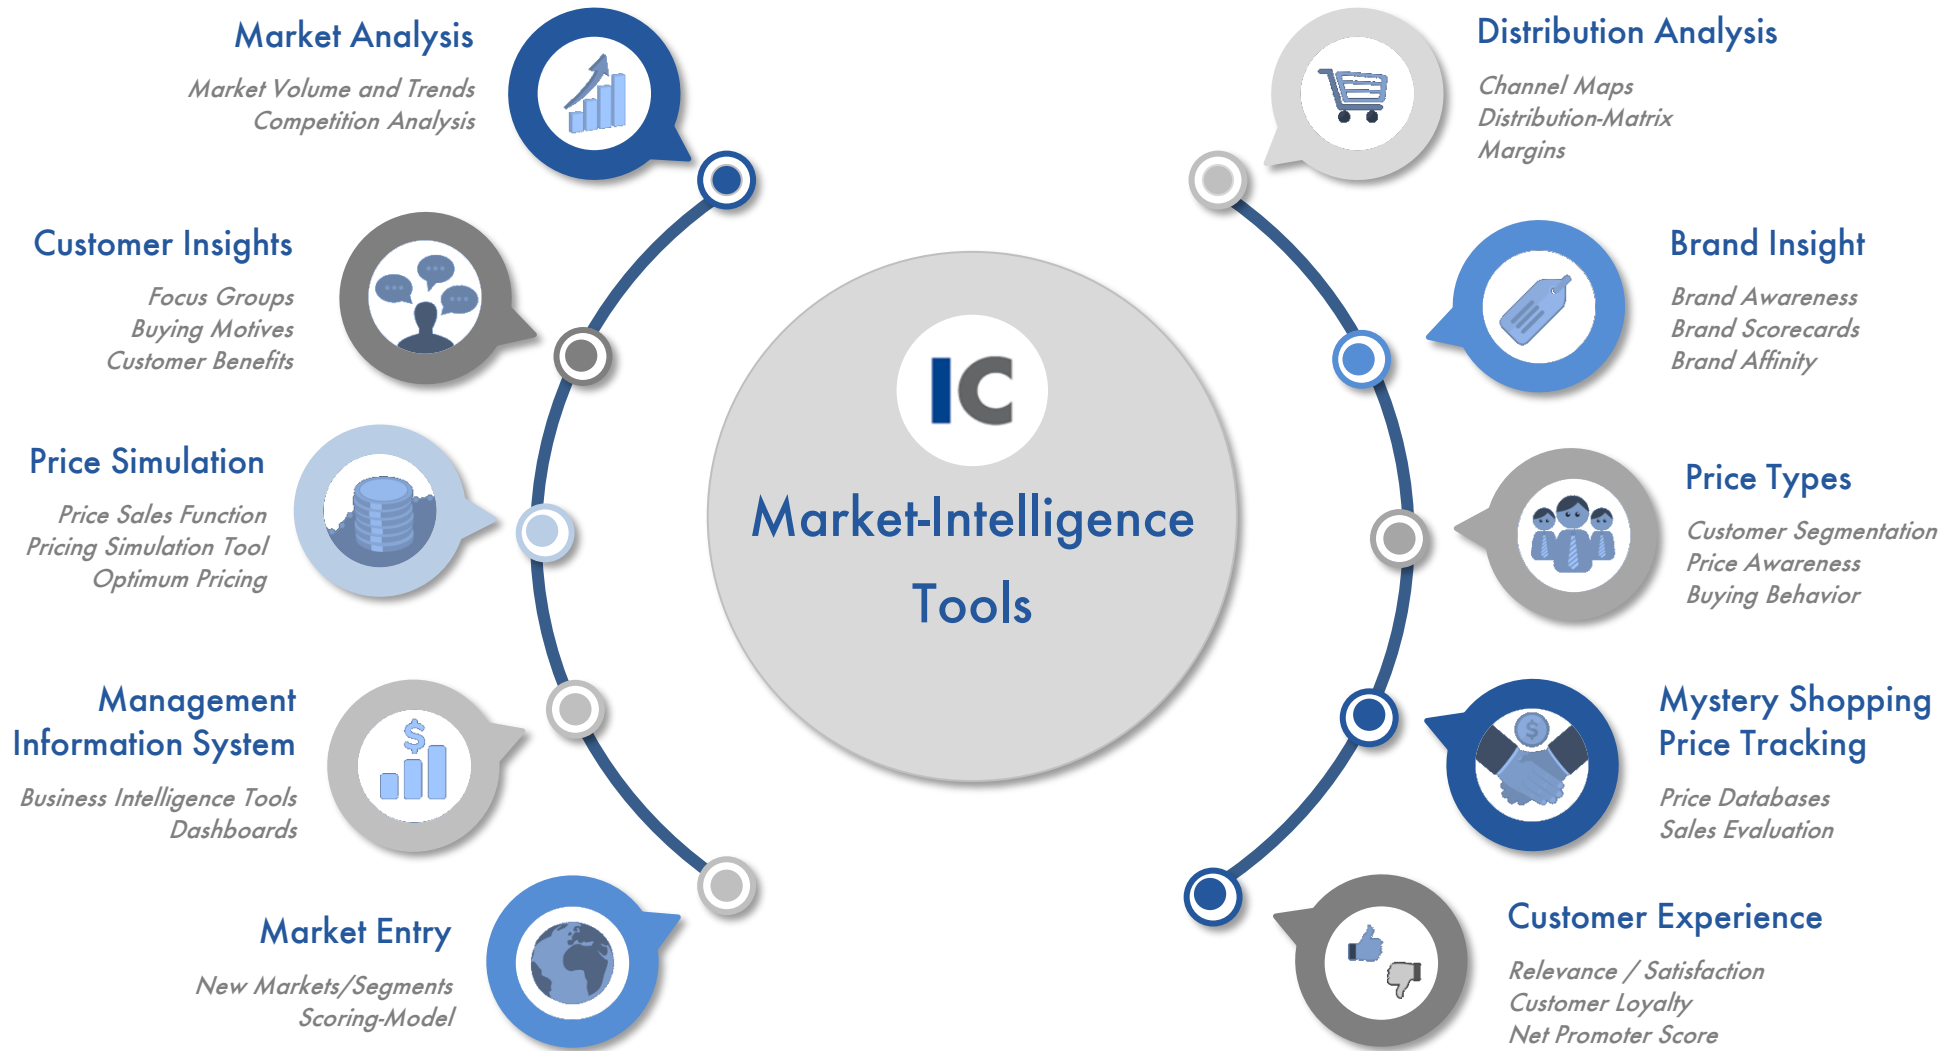 Market Analysis
Market Volume and Trends
Competition Analysis
Customer Insights
Focus Groups
Buying Motives
Customer Benefits
Price Simulation
Price Sales Function
Pricing Simulation Tool
Optimum Pricing
Management
Information System
$
Business Intelligence Tools
Dashboards
Market Entry
New Markets/Segments
Scoring-Model
IC
Market-Intelligence
Tools
Distribution Analysis
Channel Maps
Distribution-Matrix
Margins
Brand Insight
Brand Awareness
Brand Scorecards
Brand Affinity
Price Types
Customer Segmentation
Price Awareness
Buying Behavior
Mystery Shopping
Price Tracking
$
Price Databases
Sales Evaluation
Customer Experience
Relevance / Satisfaction
Customer Loyalty
Net Promoter Score